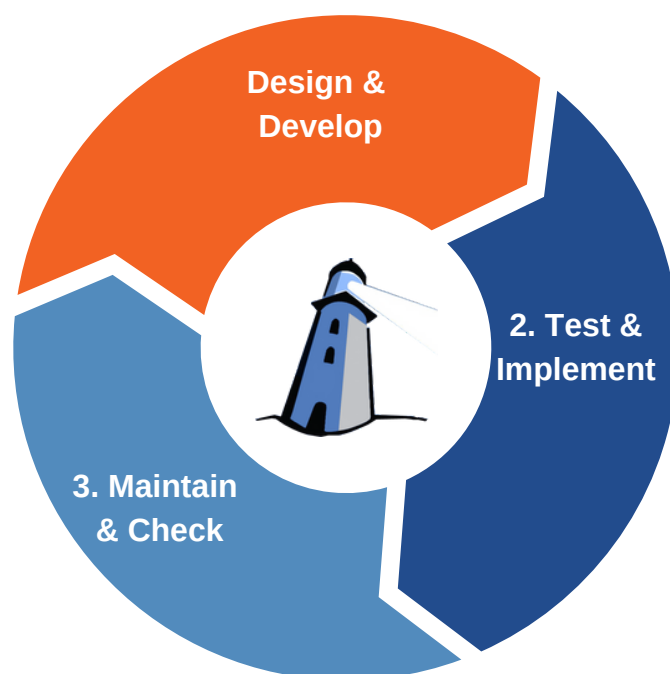 Design &
Develop
2. Test &
Implement
3. Maintain
& Check